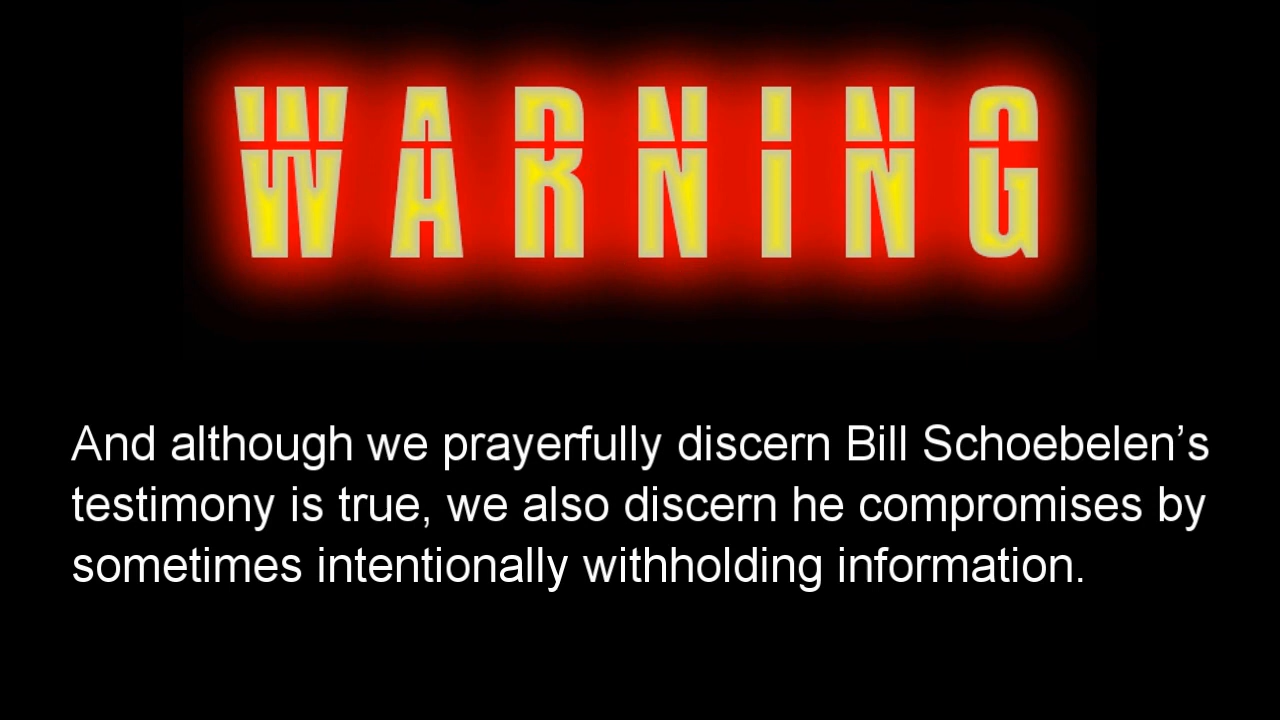 WARNING
And although we prayerfully discern Bill Schoebelen’s
testimony is true, we also discern he compromises by
sometimes intentionally withholding information.